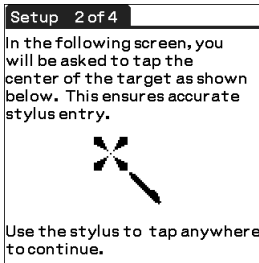 Setup 2 of 4
In the following screen, you
will be asked to tap the
center of the target as shown
below. This ensures accurate
stylus entry.
Use the stylus to tap anywhere
to continue.